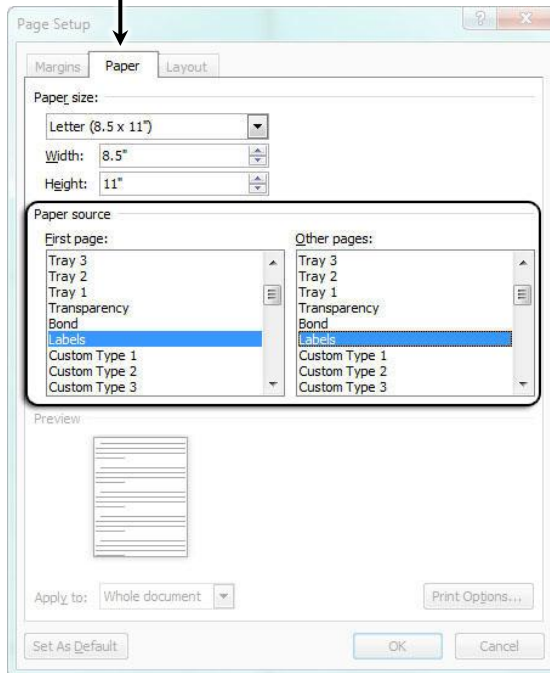 Page Setup
Margins Paper Layout
Paper size:
Letter (8.5 x 11")
Width: 8.5"
Height: 11"
Paper source
First page: Other pages:
Tray 3 Tray 3
Tray 2 Tray 2
Tray 1 Tray 1
Transparency Transparency
Bond Bond
Labels Labels
Custom Type 1 Custom Type 1
Custom Type 2 Custom Type 2
Custom Type 3 Custom Type 3
Preview
Apply to: Whole document Print Options...
Set As Default OK Cancel